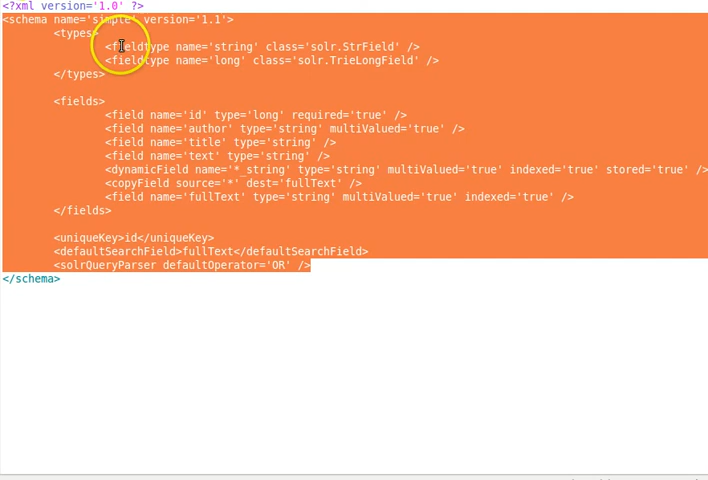 <?xml version='1.0' ?>
<schema name='simple' version='1.1'>
<types>
<fieldtype name='string' class='solr.StrField' />
<fieldtype name='long' class='solr.TrieLongField' />
</types>
<fields>
<field name='id' type='long' required='true' />
<field name='author' type='string' multiValued='true' />
<field name='title' type='string' />
<field name='text' type='string' />
<dynamicField name='*_string' type='string' multiValued='true' indexed='true' stored='true' />
<copyField source='*' dest='fullText' />
<field name='fullText' type='string' multiValued='true' indexed='true' />
</fields>
<uniqueKey>id</uniqueKey>
<defaultSearchField>fullText</defaultSearchField>
<solrQueryParser defaultOperator='OR' />
</schema>